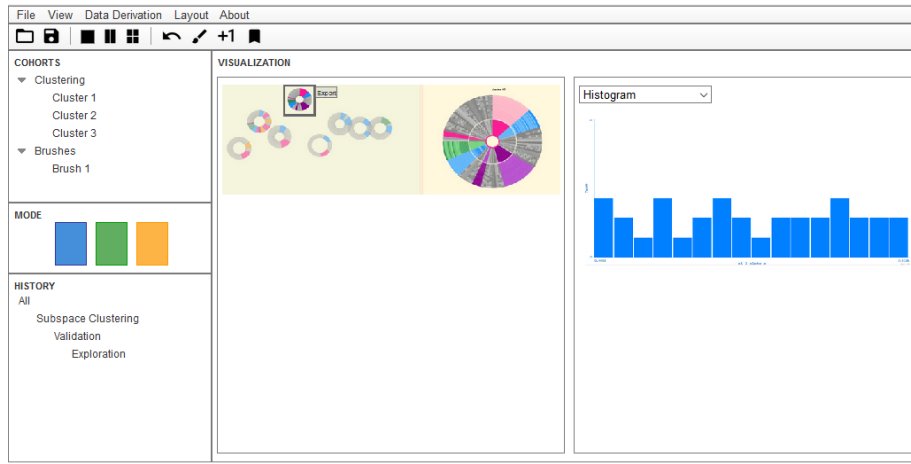 File View Data Derivation Layout About
+1
COHORTS
Clustering
Cluster 1
Cluster 2
Cluster 3
Brushes
Brush 1
MODE
HISTORY
All
Subspace Clustering
Validation
Exploration
VISUALIZATION
Export
Histogram